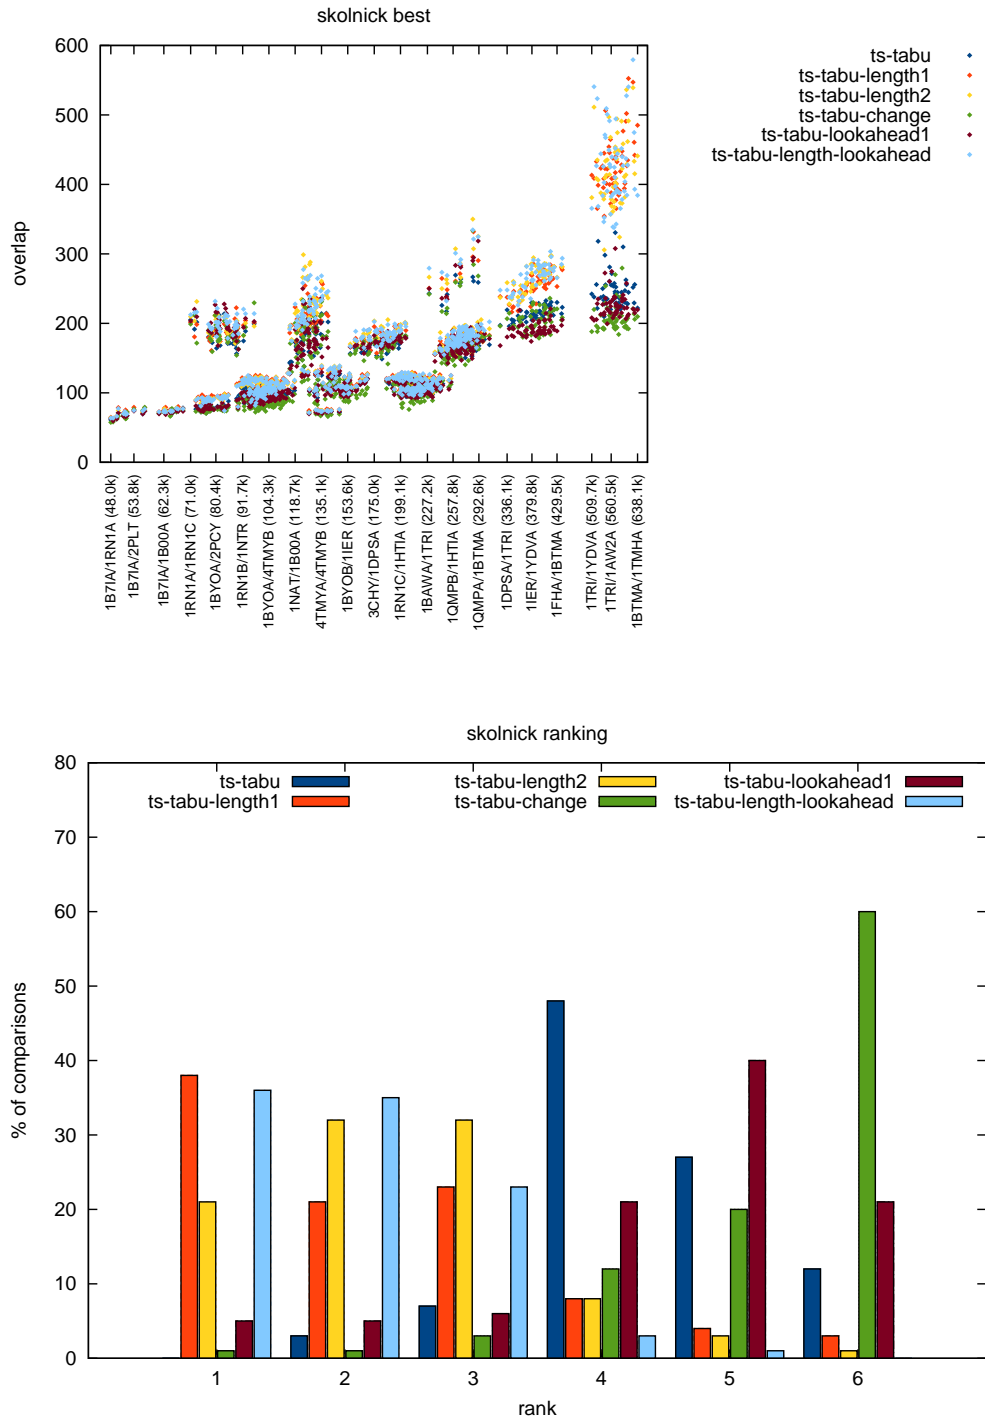 skolnick best
600
500
400
300
200
100
0
overlap
ts-tabu
ts-tabu-length1
ts-tabu-length2
ts-tabu-change
ts-tabu-lookahead1
ts-tabu-length-lookahead
1B7IA/1RN1A (48.0k)
1B7IA/2PLT (53.8k)
1B7IA/1B00A (62.3k)
1RN1A/1RN1C (71.0k)
1BYOA/2PCY (80.4k)
1RN1B/1NTR (91.7k)
1BYOA/4TMYB (104.3k)
1NAT/1B00A (118.7k)
4TMYA/4TMYB (135.1k)
1BYOB/1IER (153.6k)
3CHY/1DPSA (175.0k)
1RN1C/1HTIA (199.1k)
1BAWA/1TRI (227.2k)
1QMPB/1HTIA (257.8k)
1QMPA/1BTMA (292.6k)
1DPSA/1TRI (336.1k)
1IER/1YDVA (379.8k)
1FHA/1BTMA (429.5k)
1TRI/1YDVA (509.7k)
1TRI/1AW2A (560.5k)
1BTMA/1TMHA (638.1k)
skolnick ranking
80
70
60
50
40
30
20
10
0
% of comparisons
ts-tabu
ts-tabu-length1
ts-tabu-length2
ts-tabu-change
ts-tabu-lookahead1
ts-tabu-length-lookahead
1 2 3 4 5 6
rank